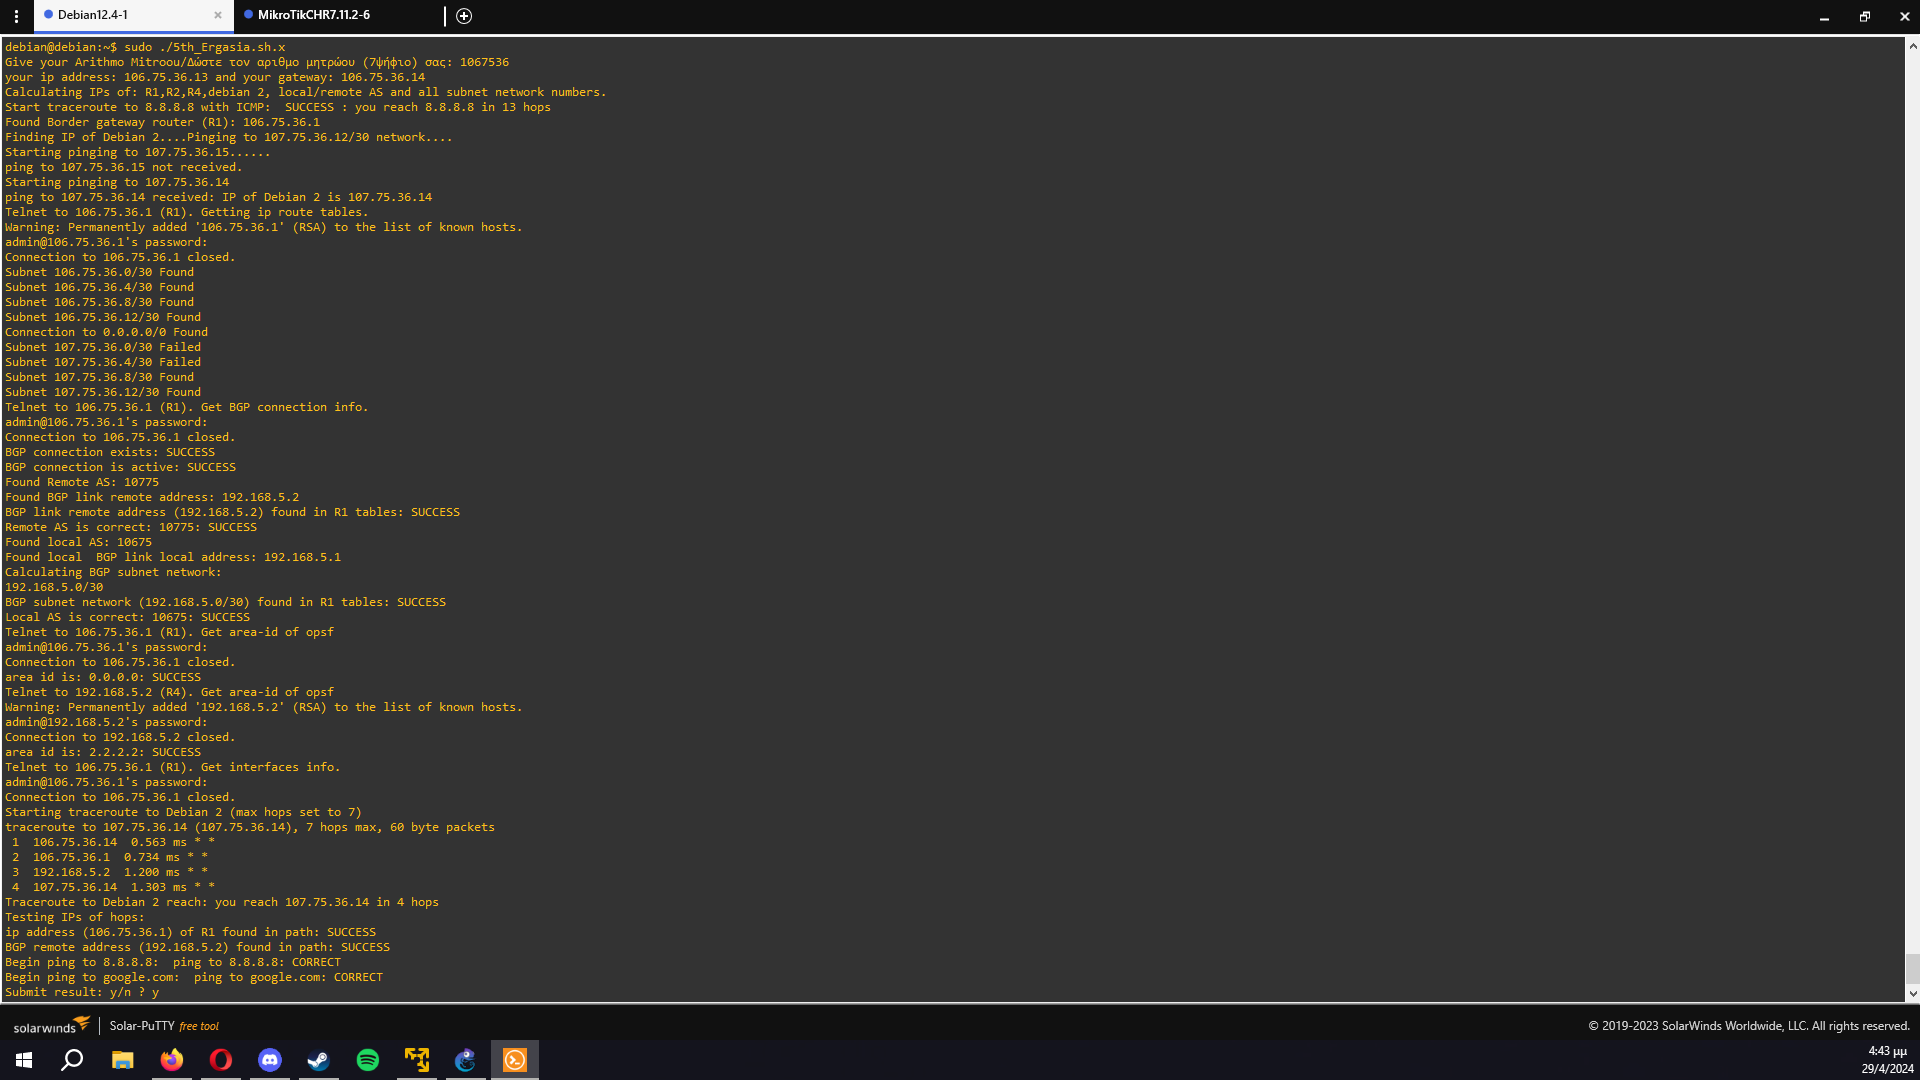 Debian12.4-1
MikroTikCHR7.11.2-6
debian@debian:~$ sudo ./5th_Ergasia.sh.x
Give your Arithmo Mitroou/Δώστε τον αριθμο μητρώου (7ψήφιο) σας: 1067536
your ip address: 106.75.36.13 and your gateway: 106.75.36.14
Calculating IPs of: R1,R2,R4,debian 2, local/remote AS and all subnet network numbers.
Start traceroute to 8.8.8.8 with ICMP:  SUCCESS : you reach 8.8.8.8 in 13 hops
Found Border gateway router (R1): 106.75.36.1
Finding IP of Debian 2....Pinging to 107.75.36.12/30 network....
Starting pinging to 107.75.36.15......
ping to 107.75.36.15 not received.
Starting pinging to 107.75.36.14
ping to 107.75.36.14 received: IP of Debian 2 is 107.75.36.14
Telnet to 106.75.36.1 (R1). Getting ip route tables.
Warning: Permanently added '106.75.36.1' (RSA) to the list of known hosts.
admin@106.75.36.1's password:
Connection to 106.75.36.1 closed.
Subnet 106.75.36.0/30 Found
Subnet 106.75.36.4/30 Found
Subnet 106.75.36.8/30 Found
Subnet 106.75.36.12/30 Found
Connection to 0.0.0.0/0 Found
Subnet 107.75.36.0/30 Failed
Subnet 107.75.36.4/30 Failed
Subnet 107.75.36.8/30 Found
Subnet 107.75.36.12/30 Found
Telnet to 106.75.36.1 (R1). Get BGP connection info.
admin@106.75.36.1's password:
Connection to 106.75.36.1 closed.
BGP connection exists: SUCCESS
BGP connection is active: SUCCESS
Found Remote AS: 10775
Found BGP link remote address: 192.168.5.2
BGP link remote address (192.168.5.2) found in R1 tables: SUCCESS
Remote AS is correct: 10775: SUCCESS
Found local AS: 10675
Found local  BGP link local address: 192.168.5.1
Calculating BGP subnet network:
192.168.5.0/30
BGP subnet network (192.168.5.0/30) found in R1 tables: SUCCESS
Local AS is correct: 10675: SUCCESS
Telnet to 106.75.36.1 (R1). Get area-id of opsf
admin@106.75.36.1's password:
Connection to 106.75.36.1 closed.
area id is: 0.0.0.0: SUCCESS
Telnet to 192.168.5.2 (R4). Get area-id of opsf
Warning: Permanently added '192.168.5.2' (RSA) to the list of known hosts.
admin@192.168.5.2's password:
Connection to 192.168.5.2 closed.
area id is: 2.2.2.2: SUCCESS
Telnet to 106.75.36.1 (R1). Get interfaces info.
admin@106.75.36.1's password:
Connection to 106.75.36.1 closed.
Starting traceroute to Debian 2 (max hops set to 7)
traceroute to 107.75.36.14 (107.75.36.14), 7 hops max, 60 byte packets
 1  106.75.36.14  0.563 ms * *
 2  106.75.36.1  0.734 ms * *
 3  192.168.5.2  1.200 ms * *
 4  107.75.36.14  1.303 ms * *
Traceroute to Debian 2 reach: you reach 107.75.36.14 in 4 hops
Testing IPs of hops:
ip address (106.75.36.1) of R1 found in path: SUCCESS
BGP remote address (192.168.5.2) found in path: SUCCESS
Begin ping to 8.8.8.8:  ping to 8.8.8.8: CORRECT
Begin ping to google.com:  ping to google.com: CORRECT
Submit result: y/n ? y
solarwinds | Solar-PuTTY free tool
© 2019-2023 SolarWinds Worldwide, LLC. All rights reserved.
4:43 μμ
29/4/2024